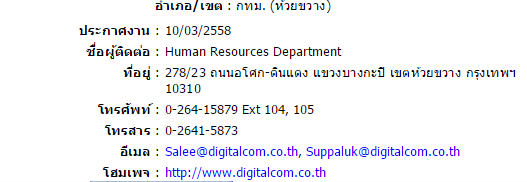 อำเภอ/เขต : กทม. (ห้วยขวาง)
ประกาศงาน : 10/03/2558
ชื่อผู้ติดต่อ : Human Resources Department
ที่อยู่ : 278/23 ถนนอโศก-ดินแดง แขวงบางกะปิ เขตห้วยขวาง กรุงเทพฯ
10310
โทรศัพท์ : 0-264-15879 Ext 104, 105
โทรสาร : 0-2641-5873
อีเมล : Salee@digitalcom.co.th, Suppaluk@digitalcom.co.th
โฮมเพจ : http://www.digitalcom.co.th